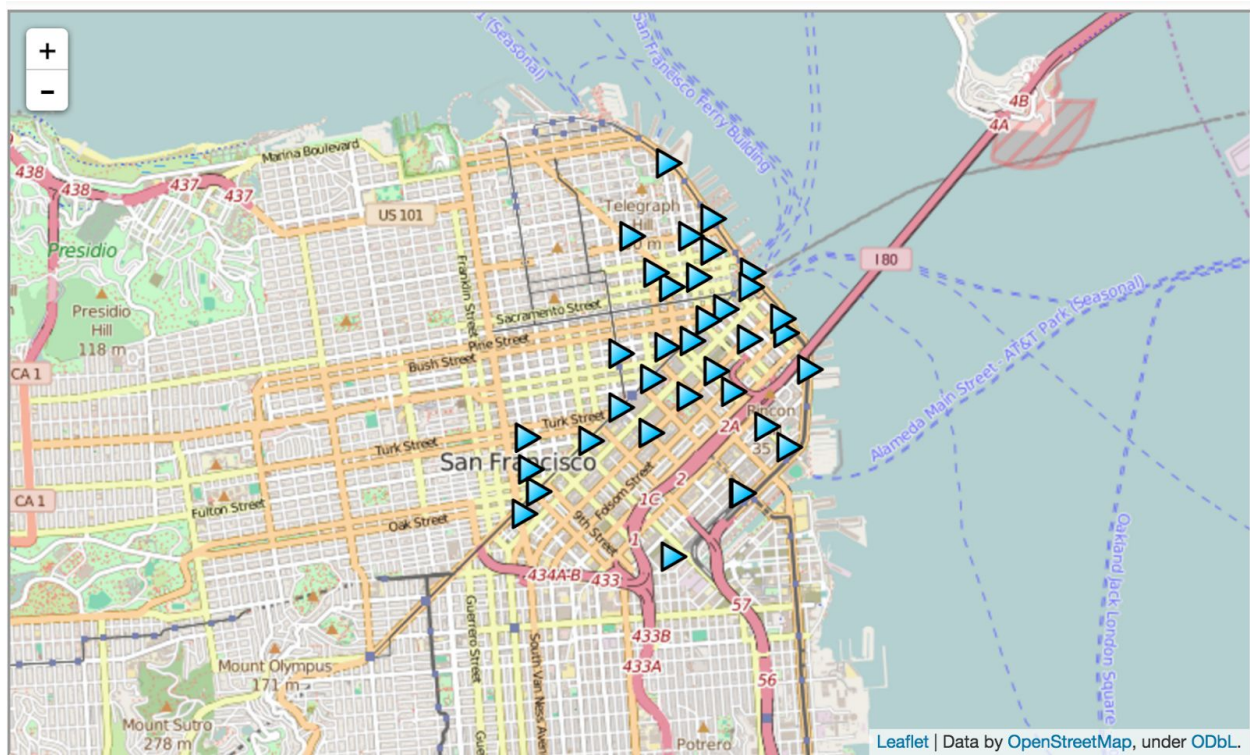 +
-
1 (Seasonal)
San Francisco Ferry Building
4B
4A
Marina Boulevard
438
438
437
437
US 101
Telegraph
Hill
Presidio
Franklin Street
I 80
Presidio
Hill
118 m
Sacramento Street
Pine Street
Bush Street
Alameda Main Street - AT&T Park (Seasonal)
CA 1
Turk Street
Rincon
2A
35
Turk Street
San Francisco
2
Folsom Street
1C
CA 1
Fulton Street
Oak Street
9th Street
1
Oakland Jack London Square
434A-B
433
57
Guerrero Street
South Van Ness Aven
433B
433A
Mount Olympus
171 m
56
Mount Sutro
278 m
Potrero
Leaflet | Data by OpenStreetMap, under ODbL.